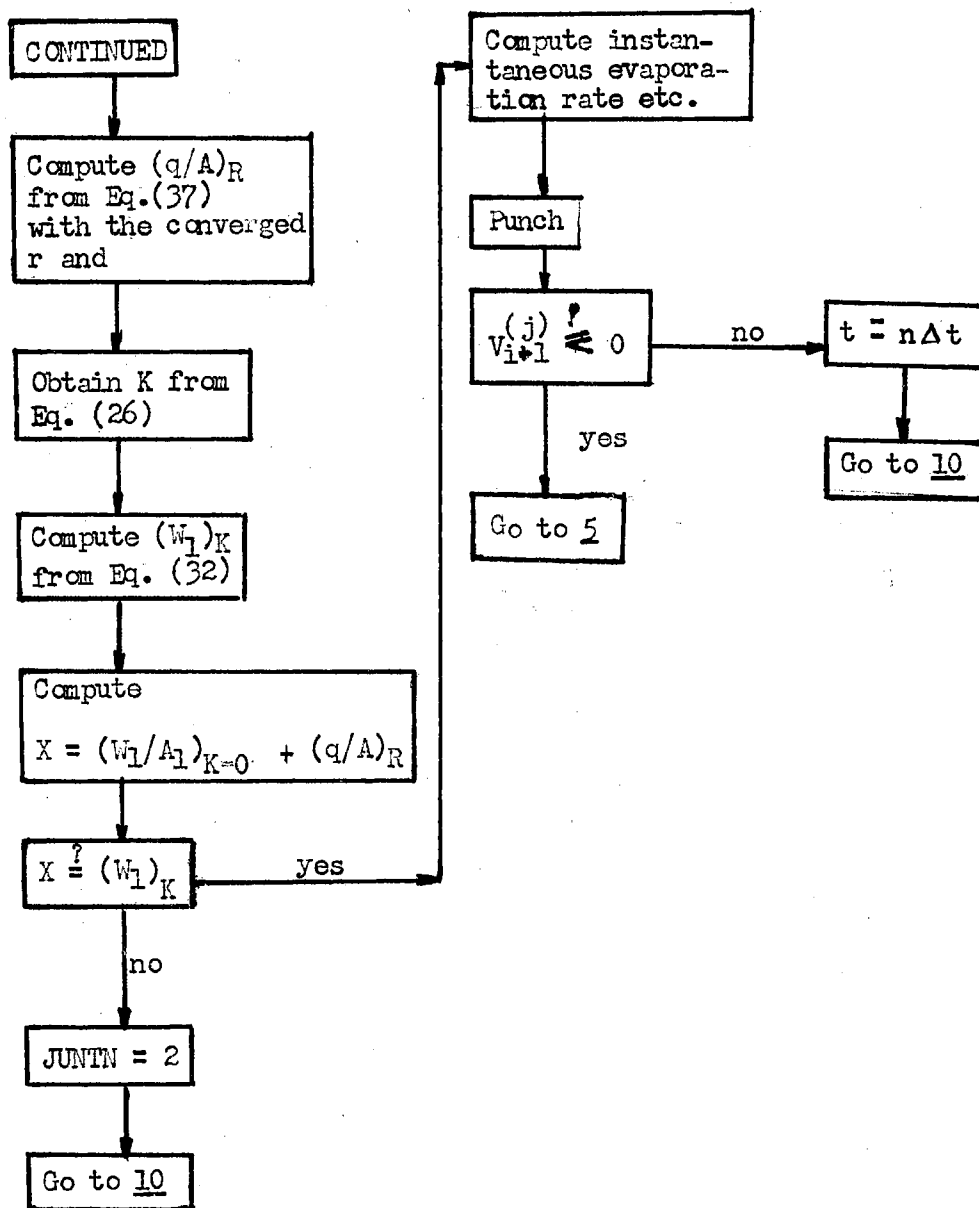 CONTINUED
Compute (q/A)R
from Eq.(37)
with the converged
r and
Obtain K from
Eq. (26)
Compute (W1)K
from Eq. (32)
Compute
X = (W1/A1)K=0 + (q/A)R
X ?= (W1)K
yes
no
JUNTN = 2
Go to 10
Compute instan-
taneous evapora-
tion rate etc.
Punch
V(j)i+1 ?⩽ 0
no
yes
Go to 5
t = nΔt
Go to 10